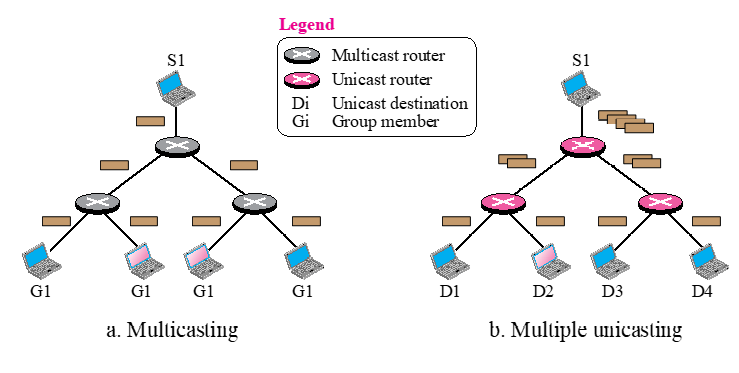 Legend
Multicast router
Unicast router
Di Unicast destination
Gi Group member
S1
G1 G1 G1 G1
a. Multicasting
S1
D1 D2 D3 D4
b. Multiple unicasting